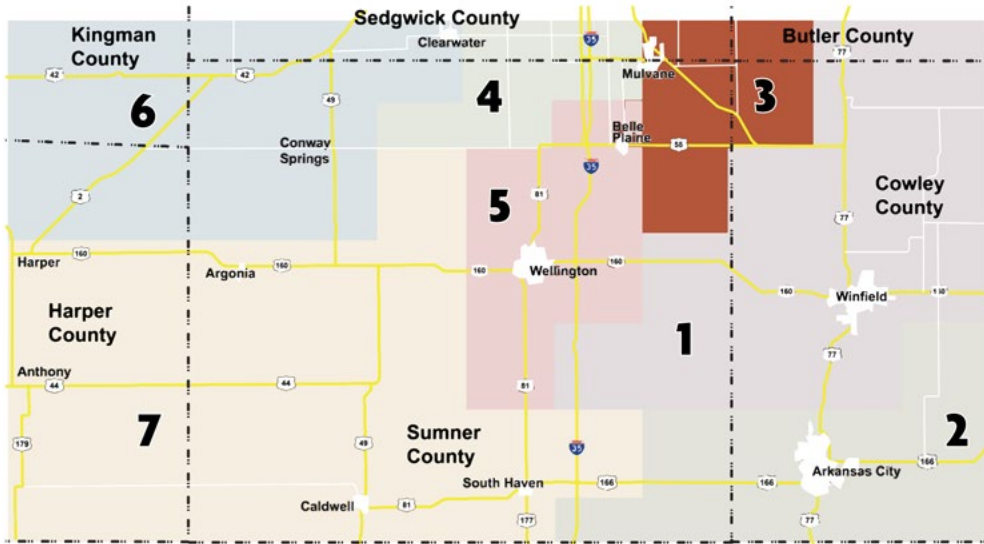 Sedgwick County
Kingman
County
Clearwater
35
Butler County
77
42
42
49
Mulvane
6
4
3
Belle
Plaine
55
Conway
Springs
35
2
81
5
Cowley
County
77
Harper
160
Argonia
160
160
Wellington
160
160
Winfield
160
Harper
County
1
77
Anthony
44
44
81
7
179
49
Sumner
County
35
2
South Haven
166
166
Arkansas City
166
Caldwell
81
177
77